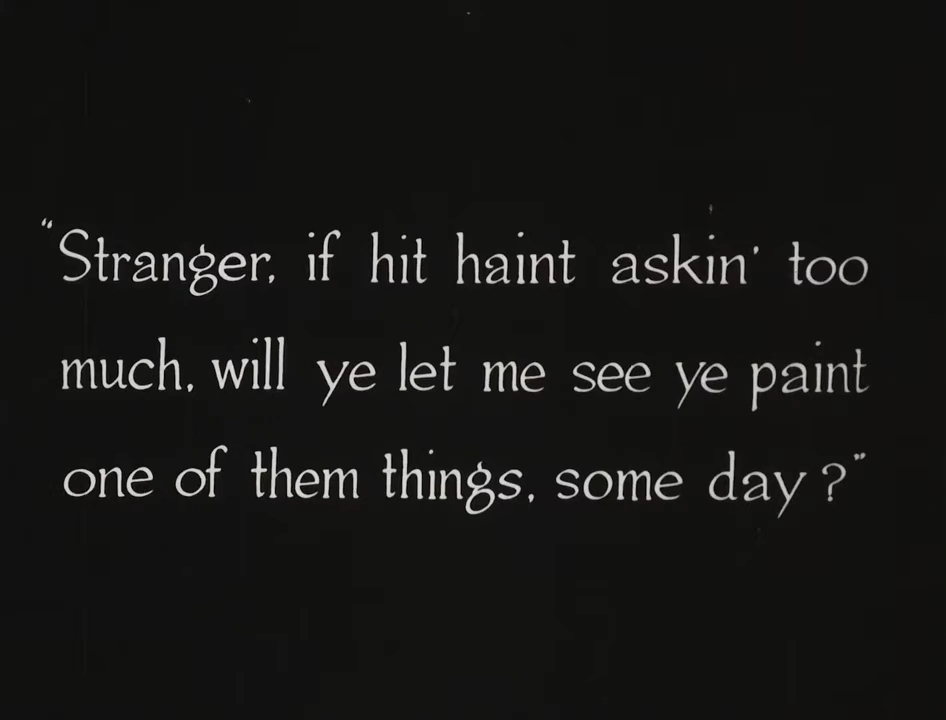 "Stranger, if hit haint askin' too
much, will ye let me see ye paint
one of them things, some day?"